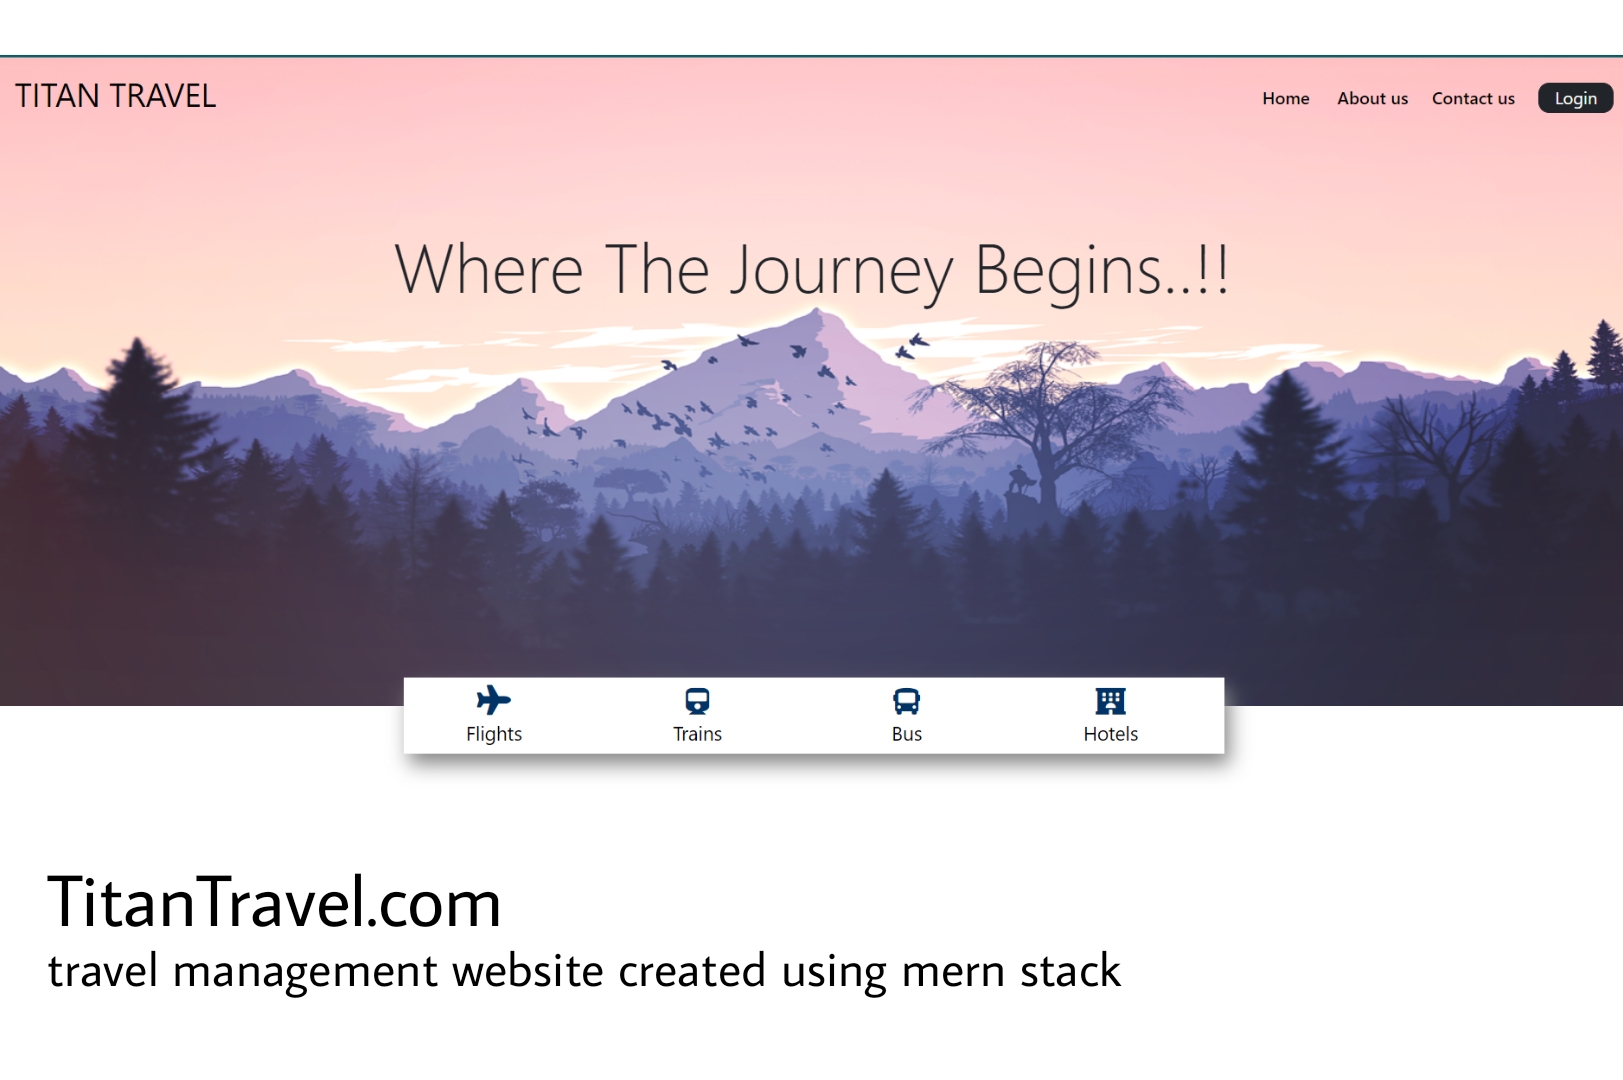 TITAN TRAVEL
Home About us Contact us Login
Where The Journey Begins..!!
Flights Trains Bus Hotels
TitanTravel.com
travel management website created using mern stack